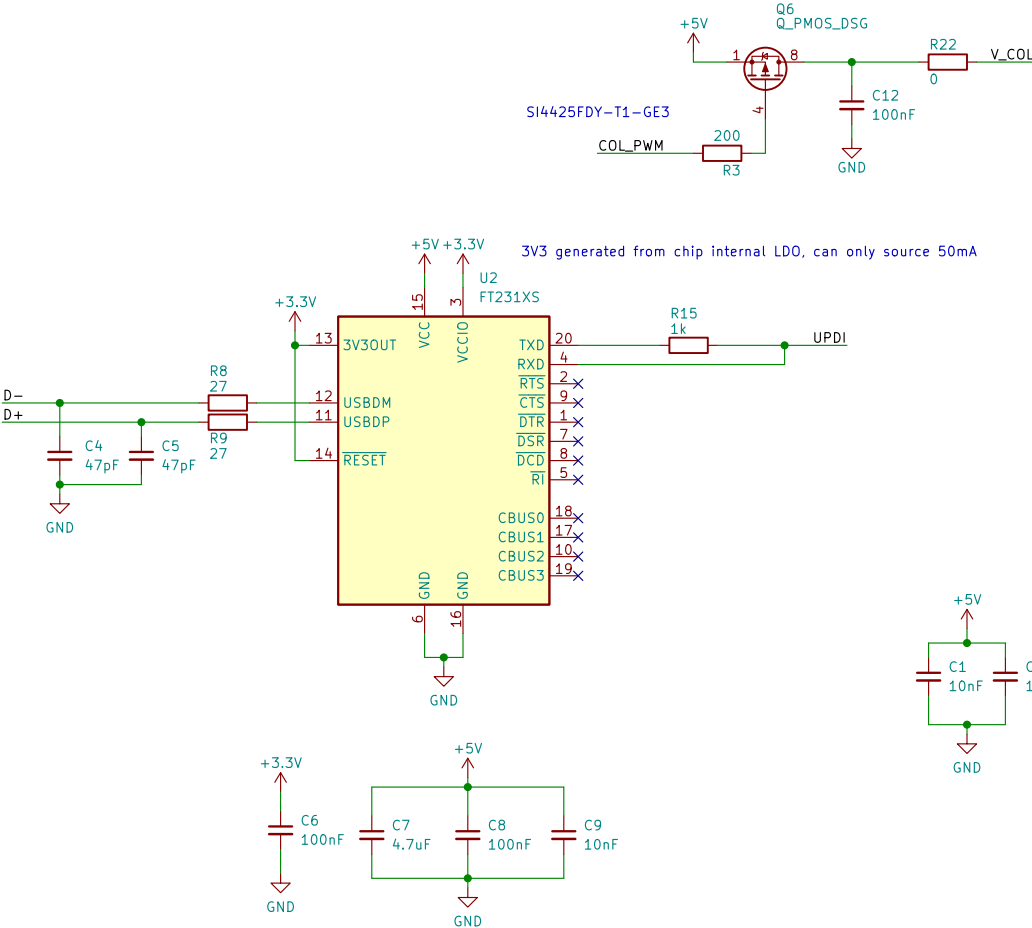 Q6
Q_PMOS_DSG
+5V
1
8
R22
0
V_COL
4
C12
100nF
GND
SI4425FDY-T1-GE3
COL_PWM
200
R3
3V3 generated from chip internal LDO, can only source 50mA
+5V
+3.3V
U2
FT231XS
15
3
VCC
VCCIO
+3.3V
13
3V3OUT
TXD
20
R15
1k
UPDI
RXD
4
RTS
2
D-
R8
27
12
USBDM
CTS
9
D+
R9
27
11
USBDP
DTR
1
DSR
7
C4
47pF
C5
47pF
14
RESET
DCD
8
RI
5
GND
CBUS0
18
CBUS1
17
CBUS2
10
CBUS3
19
GND
GND
6
16
GND
+5V
C1
10nF
C
1
GND
+3.3V
C6
100nF
GND
+5V
C7
4.7uF
C8
100nF
C9
10nF
GND